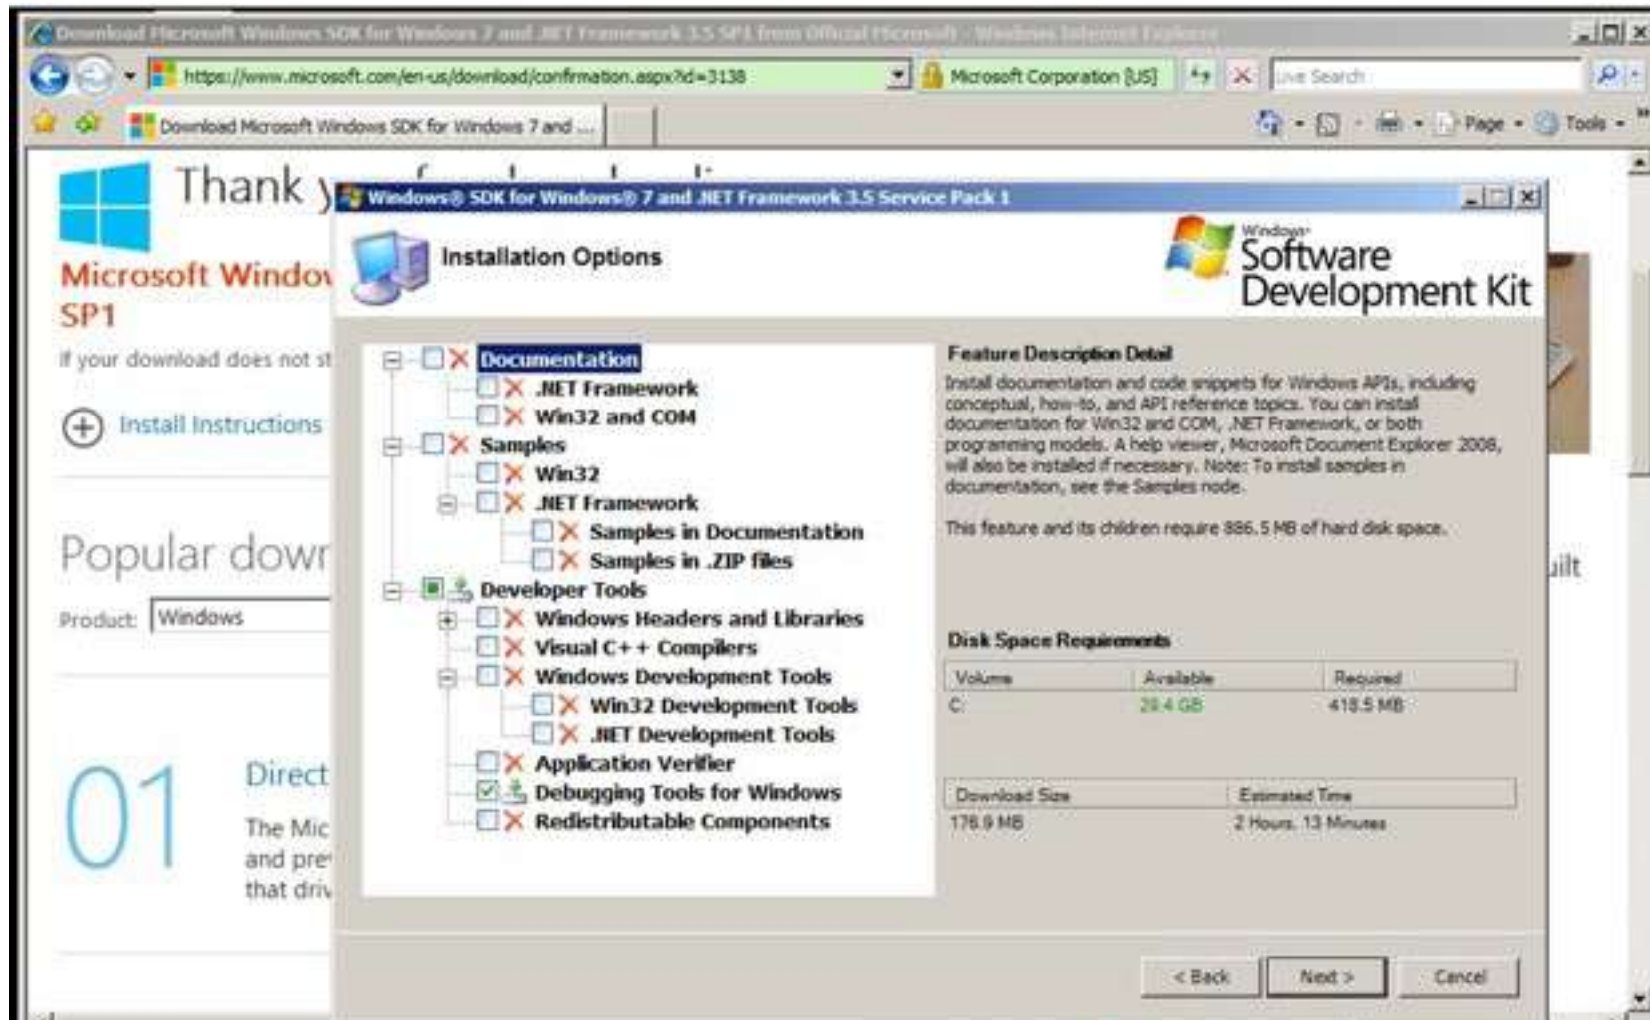 Download Microsoft Windows SDK for Windows 7 and .NET Framework 3.5 SP1 from Official Microsoft - Windows Internet Explorer
https://www.microsoft.com/en-us/download/confirmation.aspx?id=3138
Microsoft Corporation [US]
Live Search
Download Microsoft Windows SDK for Windows 7 and ...
Page
Tools
Thank y
Microsoft Window
SP1
If your download does not st
Install Instructions
Popular down
Product:
Windows
01
Direct
The Mic
and prev
that driv
uilt
Windows® SDK for Windows® 7 and .NET Framework 3.5 Service Pack 1
Installation Options
Windows
Software
Development Kit
Documentation
.NET Framework
Win32 and COM
Samples
Win32
.NET Framework
Samples in Documentation
Samples in .ZIP files
Developer Tools
Windows Headers and Libraries
Visual C++ Compilers
Windows Development Tools
Win32 Development Tools
.NET Development Tools
Application Verifier
Debugging Tools for Windows
Redistributable Components
Feature Description Detail
Install documentation and code snippets for Windows APIs, including
conceptual, how-to, and API reference topics. You can install
documentation for Win32 and COM, .NET Framework, or both
programming models. A help viewer, Microsoft Document Explorer 2008,
will also be installed if necessary. Note: To install samples in
documentation, see the Samples node.
This feature and its children require 886.5 MB of hard disk space.
Disk Space Requirements
Volume Available Required
C: 29.4 GB 418.5 MB
Download Size Estimated Time
176.9 MB 2 Hours, 13 Minutes
< Back
Next >
Cancel